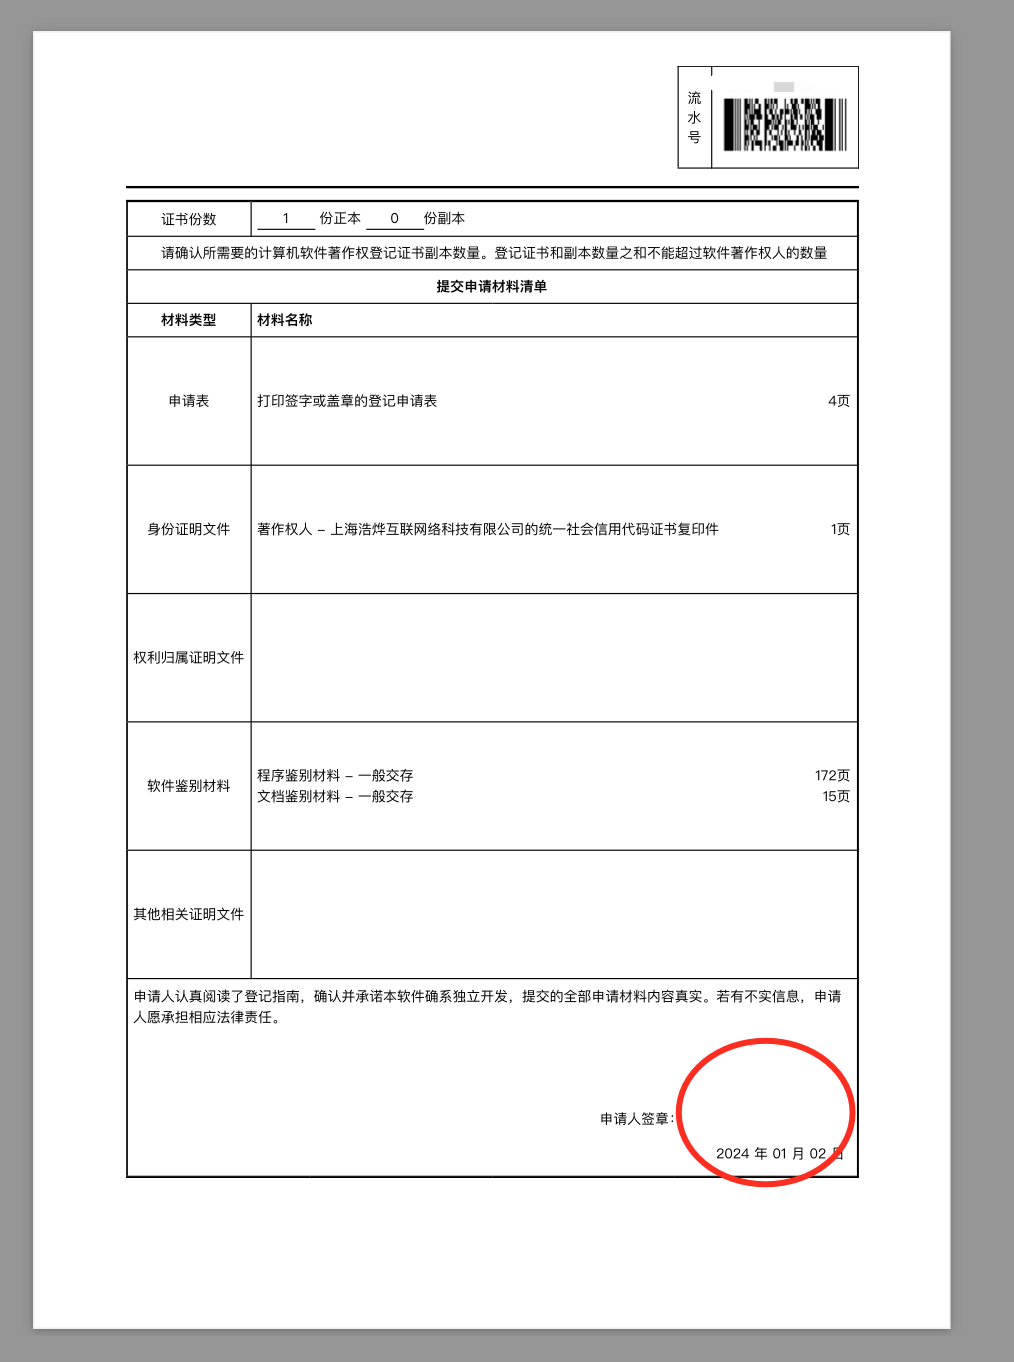 流水号
证书份数 1 份正本 0 份副本
请确认所需要的计算机软件著作权登记证书副本数量。登记证书和副本数量之和不能超过软件著作权人的数量
提交申请材料清单
材料类型 材料名称
申请表 打印签字或盖章的登记申请表 4页
身份证明文件 著作权人 – 上海浩烨互联网络科技有限公司的统一社会信用代码证书复印件 1页
权利归属证明文件
软件鉴别材料
程序鉴别材料 – 一般交存 172页
文档鉴别材料 – 一般交存 15页
其他相关证明文件
申请人认真阅读了登记指南，确认并承诺本软件确系独立开发，提交的全部申请材料内容真实。若有不实信息，申请
人愿承担相应法律责任。
申请人签章：
2024 年 01 月 02 日